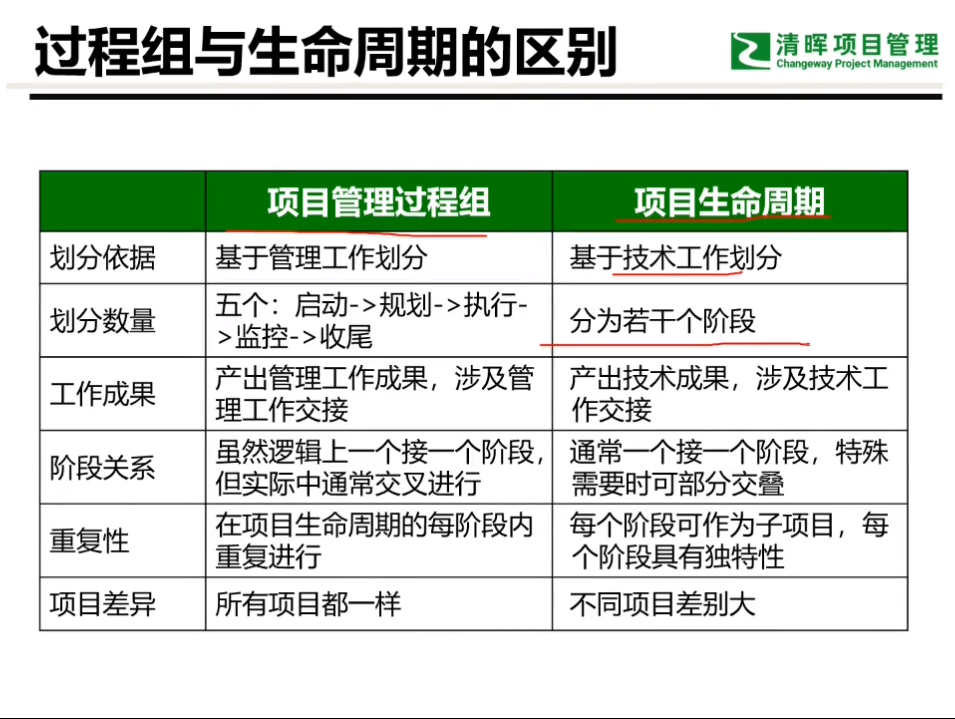 过程组与生命周期的区别
清晖项目管理
Changeway Project Management
项目管理过程组
项目生命周期
划分依据
基于管理工作划分
基于技术工作划分
划分数量
五个：启动->规划->执行-
>监控->收尾
分为若干个阶段
工作成果
产出管理工作成果，涉及管
理工作交接
产出技术成果，涉及技术工
作交接
阶段关系
虽然逻辑上一个接一个阶段，
但实际中通常交叉进行
通常一个接一个阶段，特殊
需要时可部分交叠
重复性
在项目生命周期的每阶段内
重复进行
每个阶段可作为子项目，每
个阶段具有独特性
项目差异
所有项目都一样
不同项目差别大